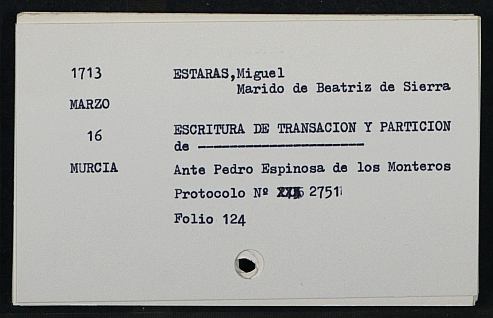 1713
ESTARAS,Miguel
Marido de Beatriz de Sierra
MARZO
16
ESCRITURA DE TRANSACION Y PARTICION
de ---------------------
MURCIA
Ante Pedro Espinosa de los Monteros
Protocolo Nº 2751
Folio 124